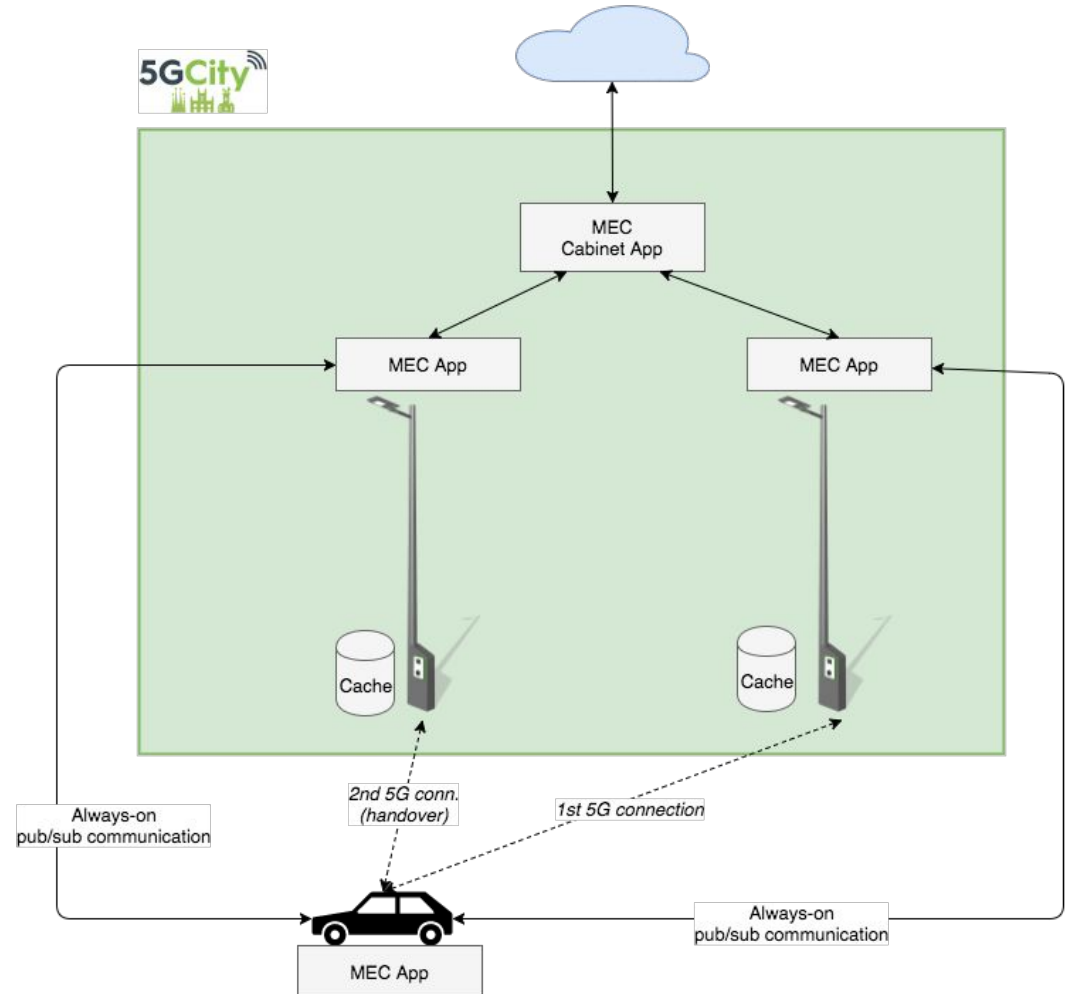 5GCity
MEC
Cabinet App
MEC App
MEC App
Cache
Cache
2nd 5G conn.
(handover)
1st 5G connection
Always-on
pub/sub communication
Always-on
pub/sub communication
MEC App